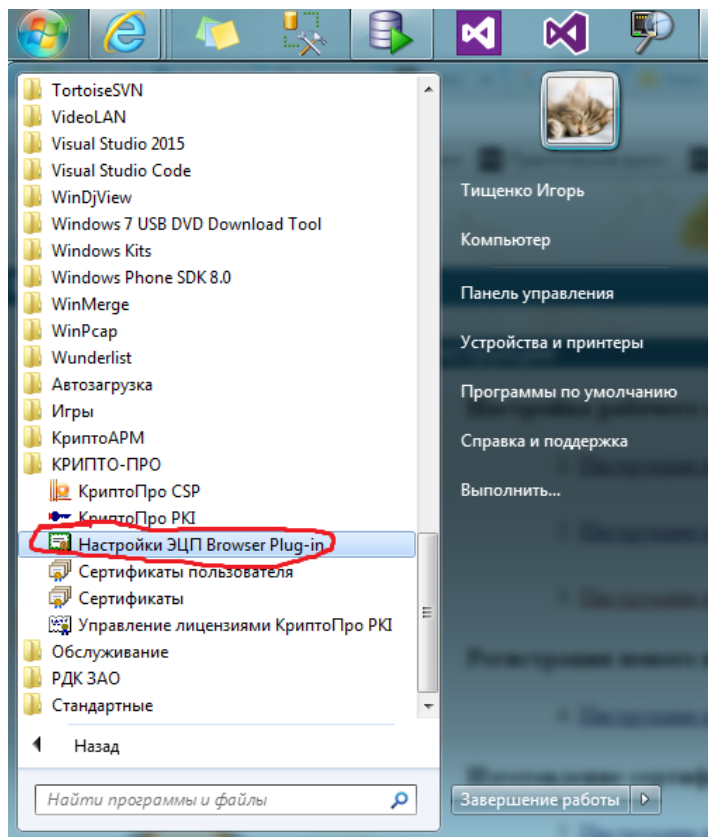 TortoiseSVN
VideoLAN
Visual Studio 2015
Visual Studio Code
WinDjView
Windows 7 USB DVD Download Tool
Windows Kits
Windows Phone SDK 8.0
WinMerge
WinPcap
Wunderlist
Автозагрузка
Игры
КриптоАРМ
КРИПТО-ПРО
КриптоПро CSP
КриптоПро PKI
Настройки ЭЦП Browser Plug-in
Сертификаты пользователя
Сертификаты
Управление лицензиями КриптоПро PKI
Обслуживание
РДК ЗАО
Стандартные
Назад
Найти программы и файлы
Тищенко Игорь
Компьютер
Панель управления
Устройства и принтеры
Программы по умолчанию
Справка и поддержка
Выполнить...
Завершение работы